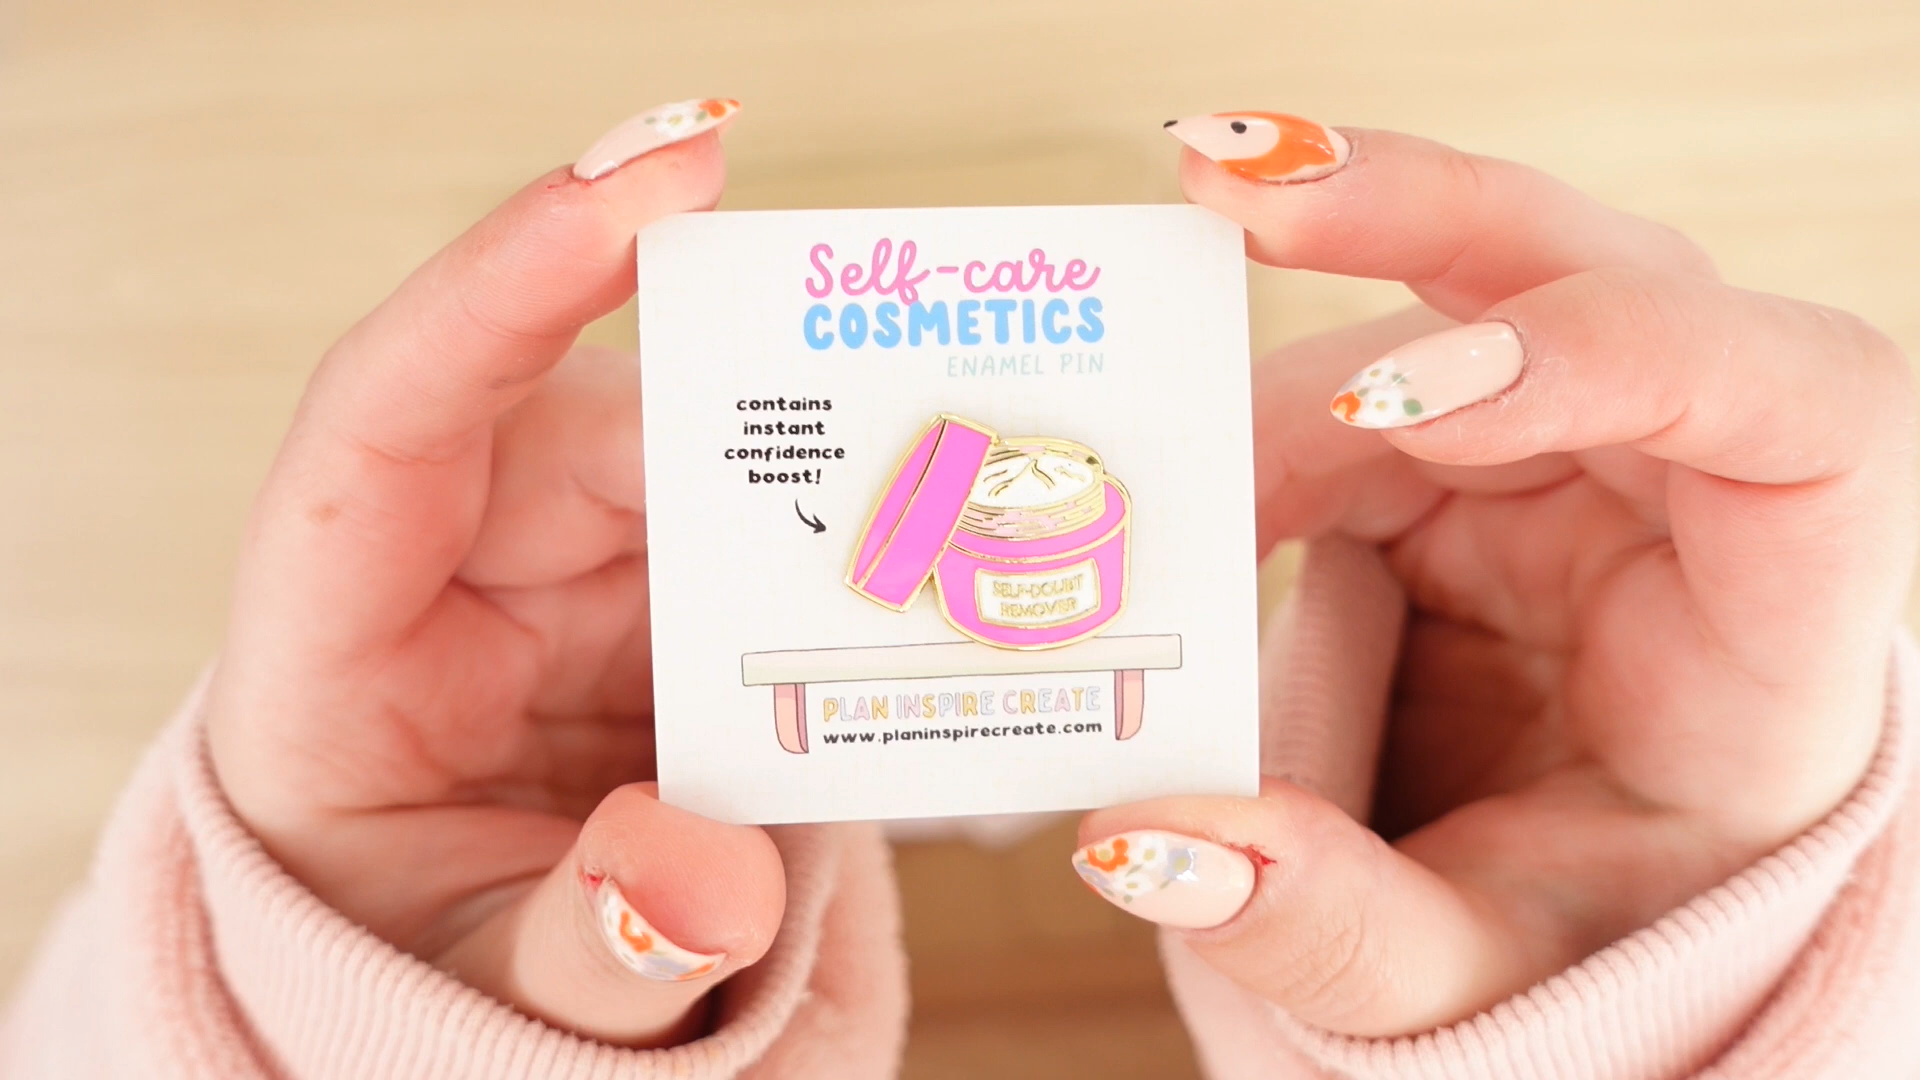 Self-care
COSMETICS
ENAMEL PIN
contains
instant
confidence
boost!
SELF-DOUBT
REMOVER
PLAN INSPIRE CREATE
www.planinspirecreate.com